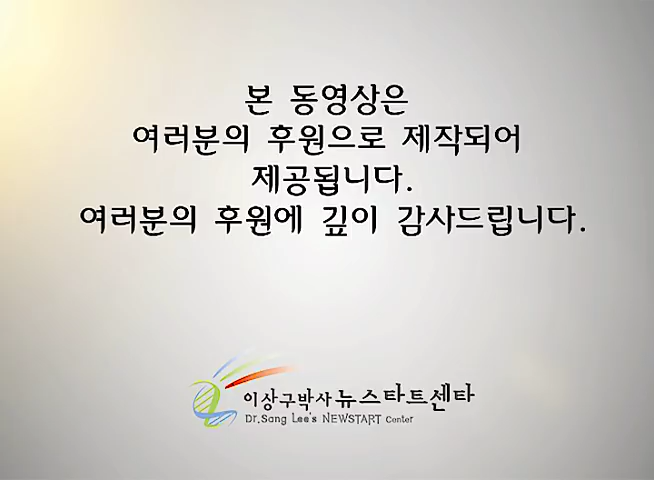 본 동영상은
여러분의 후원으로 제작되어
제공됩니다.
여러분의 후원에 깊이 감사드립니다.
이상구박사 뉴스타트센타
Dr.Sang Lee's NEWSTART Center